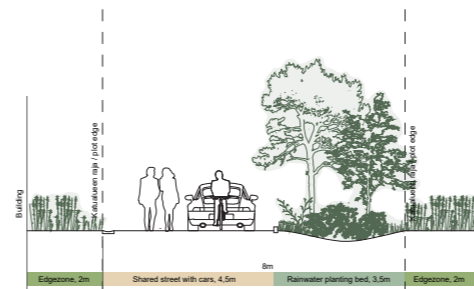 Building
Katualueen raja / plot edge
Katualueen raja / plot edge
8m
Edgezone, 2m
Shared street with cars, 4,5m
Rainwater planting bed, 3,5m
Edgezone, 2m